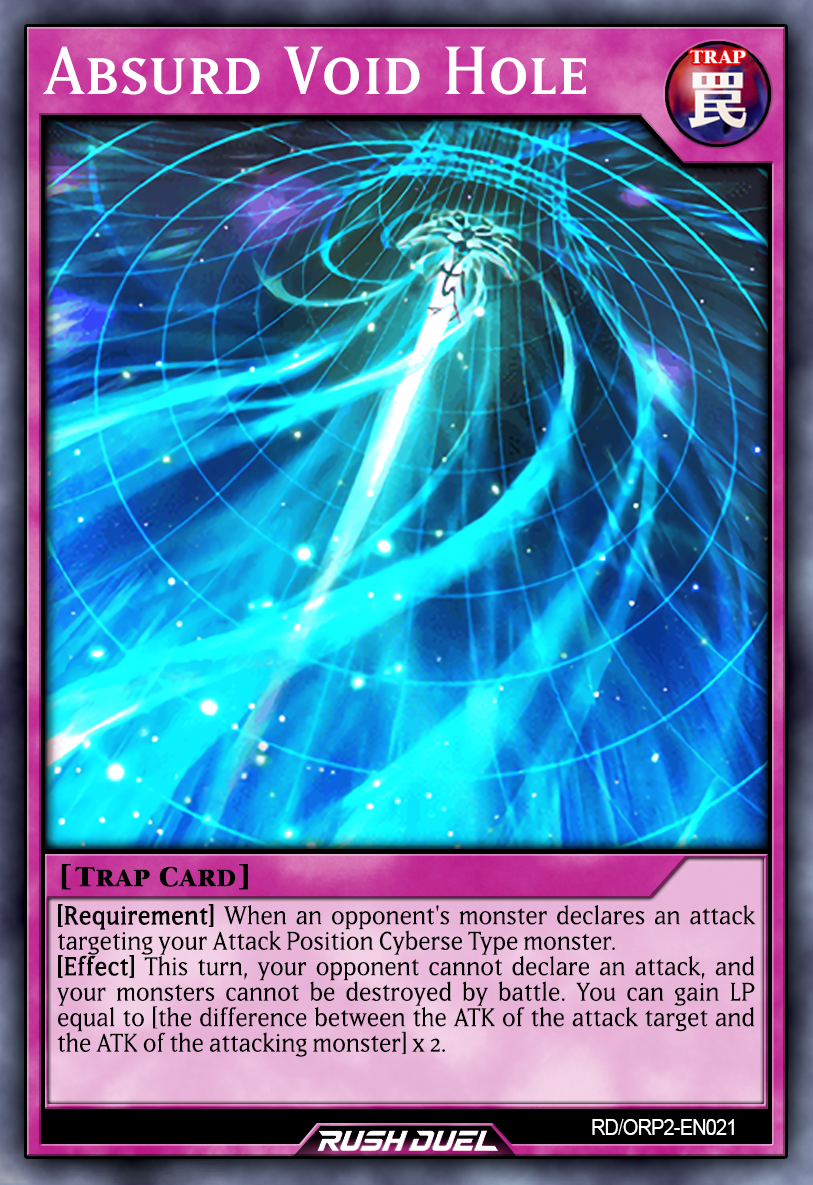 Absurd Void Hole
TRAP
罠
[Trap Card]
[Requirement] When an opponent's monster declares an attack
targeting your Attack Position Cyberse Type monster.
[Effect] This turn, your opponent cannot declare an attack, and
your monsters cannot be destroyed by battle. You can gain LP
equal to [the difference between the ATK of the attack target and
the ATK of the attacking monster] x 2.
RD/ORP2-EN021
RUSH DUEL